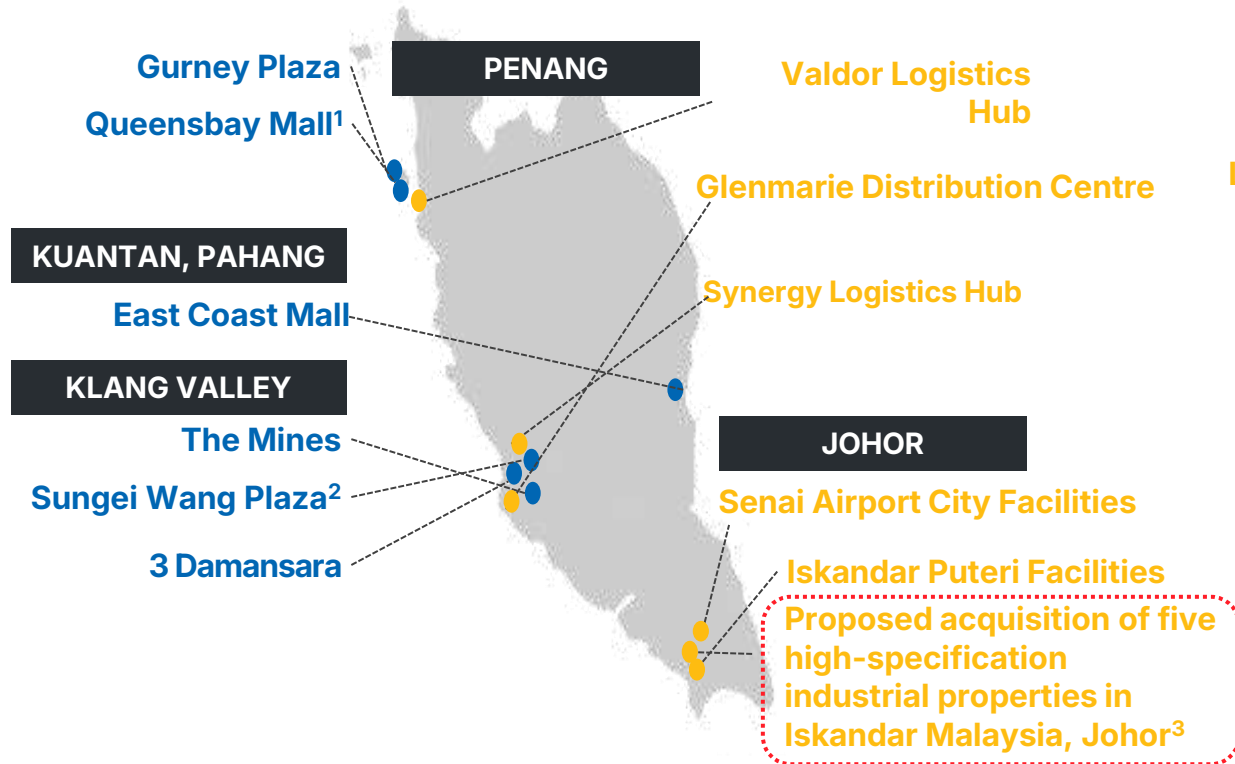 Gurney Plaza
Queensbay Mall¹
PENANG
Valdor Logistics
Hub
Glenmarie Distribution Centre
KUANTAN, PAHANG
East Coast Mall
Synergy Logistics Hub
KLANG VALLEY
The Mines
Sungei Wang Plaza²
3 Damansara
JOHOR
Senai Airport City Facilities
Iskandar Puteri Facilities
Proposed acquisition of five
high-specification
industrial properties in
Iskandar Malaysia, Johor³